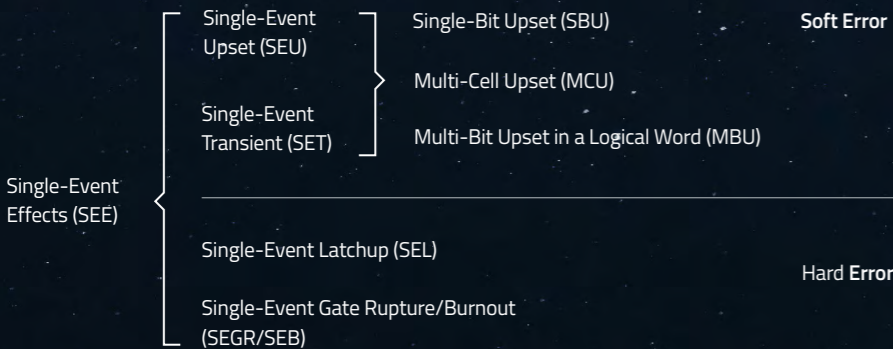 Single-Event
Upset (SEU)
Single-Bit Upset (SBU)
Soft Error
Multi-Cell Upset (MCU)
Single-Event
Transient (SET)
Multi-Bit Upset in a Logical Word (MBU)
Single-Event
Effects (SEE)
Single-Event Latchup (SEL)
Hard Error
Single-Event Gate Rupture/Burnout
(SEGR/SEB)